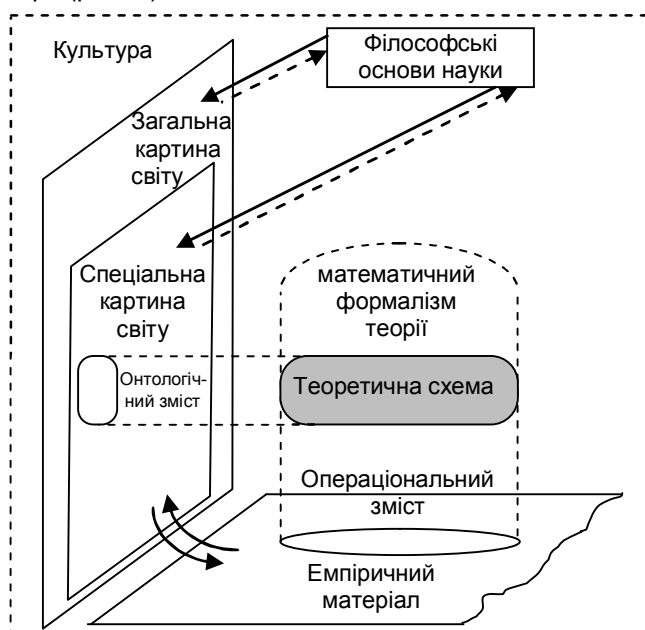 Культура
Філософські
основи науки
Загальна
картина
світу
Спеціальна
картина
світу
математичний
формалізм
теорії
Онтологіч-
ний зміст
Теоретична схема
Операціональний
зміст
Емпіричний
матеріал